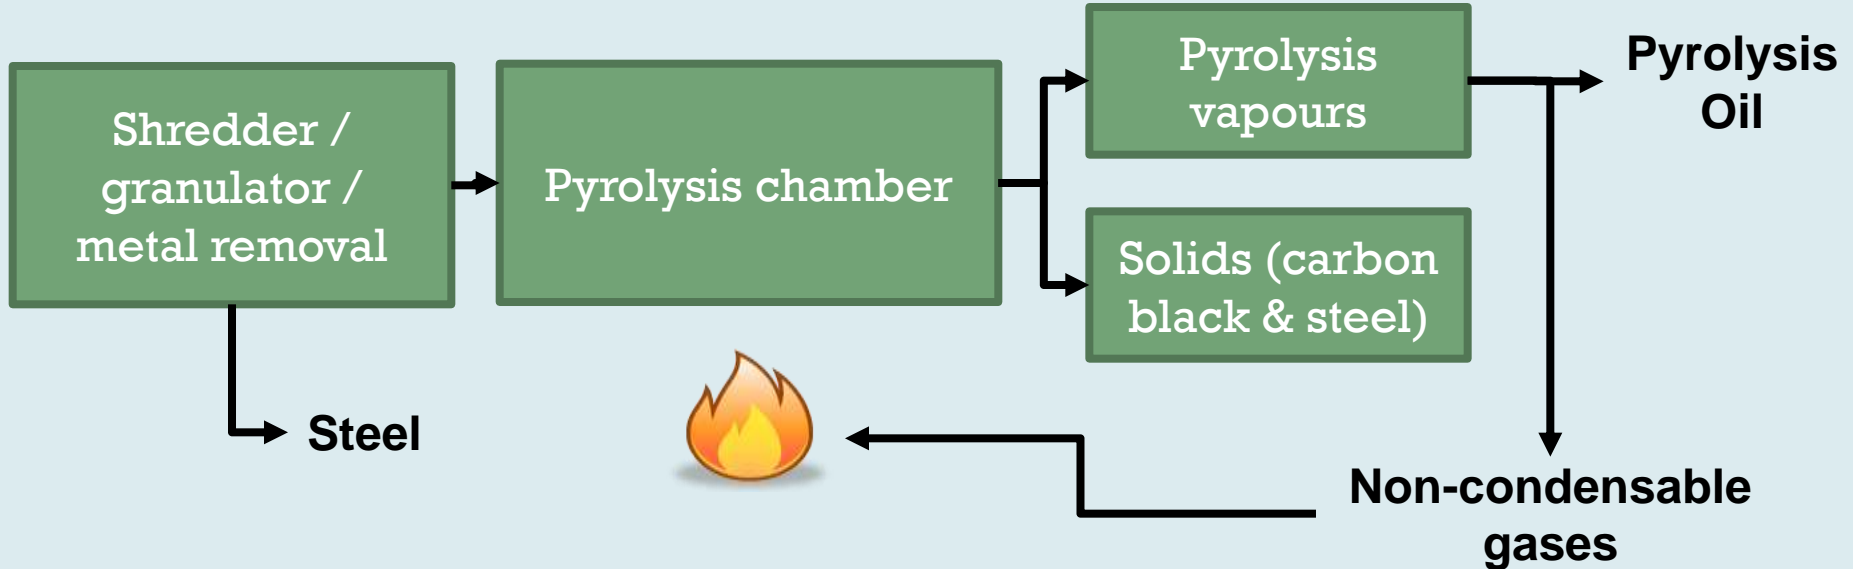 Shredder /
granulator /
metal removal
Pyrolysis chamber
Pyrolysis
vapours
Solids (carbon
black & steel)
Pyrolysis
Oil
Steel
Non-condensable
gases